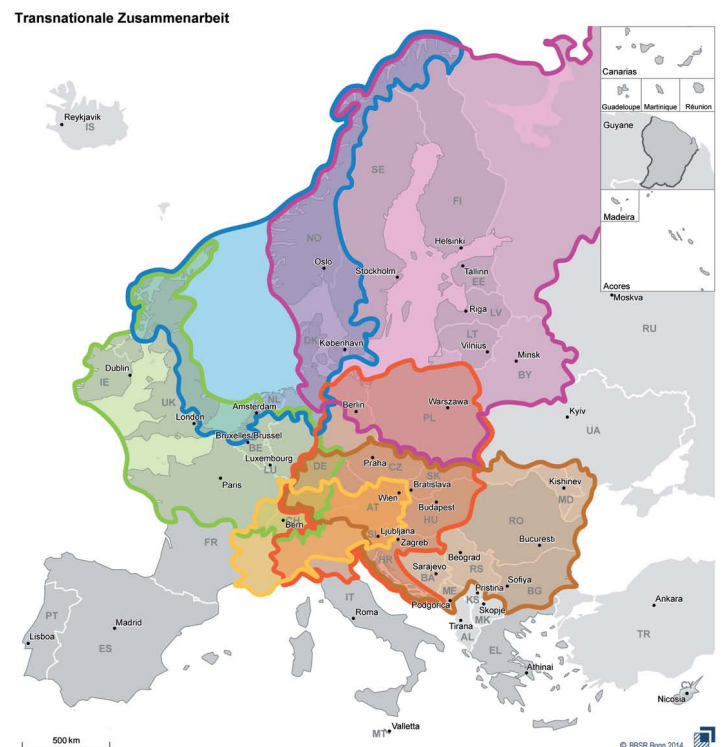 Transnationale Zusammenarbeit
Canarias
Guadeloupe
Martinique
Réunion
Guyane
Madeira
Acores
Reykjavik
IS
NO
SE
FI
Oslo
Helsinki
Stockholm
Tallinn
EE
Moskva
Riga
LV
RU
DK
København
LT
Vilnius
Minsk
BY
Dublin
IE
UK
London
Amsterdam
NL
Berlin
Warszawa
PL
Kyiv
UA
Bruxelles/Brussel
BE
Luxembourg
LU
DE
Praha
CZ
Paris
SK
Bratislava
Wien
Kishinev
MD
AT
Budapest
HU
Bern
CH
RO
Ljubljana
SL
Zagreb
Bucuresti
FR
HR
Beograd
Sarajevo
BA
RS
Sofiya
Pristina
BG
ME
KS
IT
Podgorica
Skopje
MK
Ankara
Roma
Tirana
AL
PT
Madrid
Lisboa
ES
EL
TR
Athinai
CY
Nicosia
Valletta
MT
500 km
© BBSR Bonn 2014